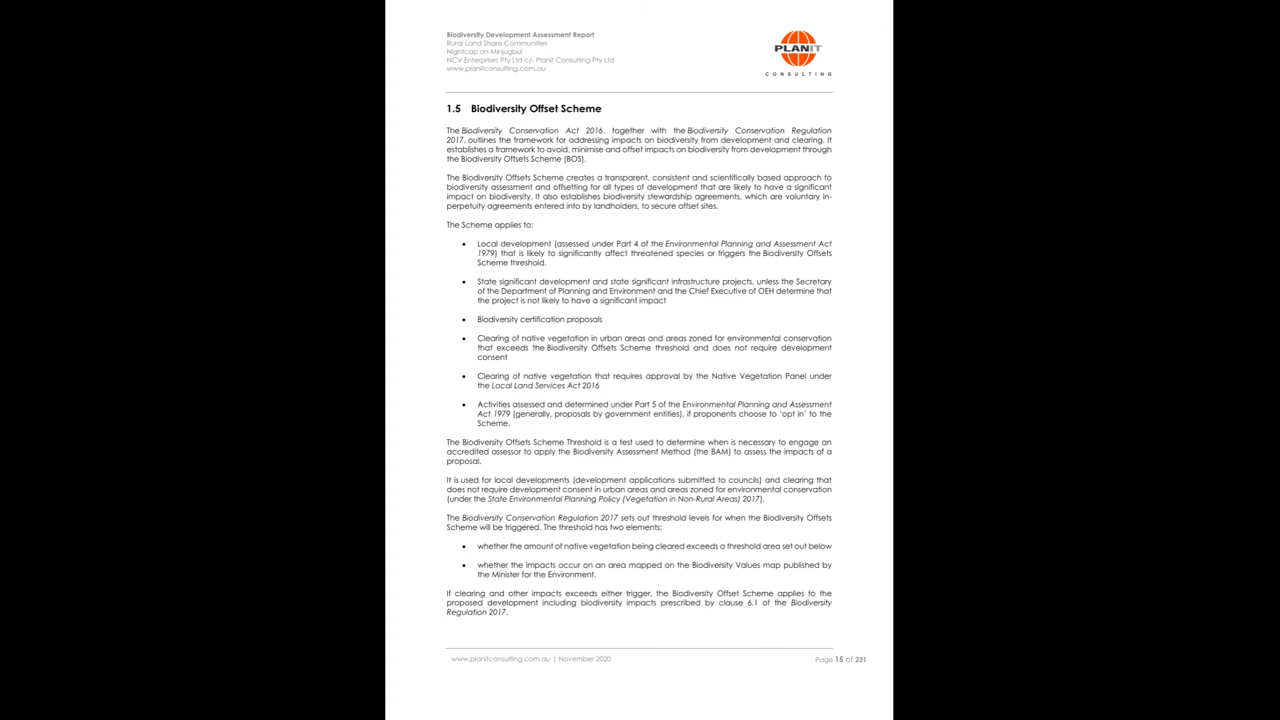 Biodiversity Development Assessment Report
Rural Land Share Communities
Nightcap on Minjugbul
NCV Enterprises Pty Ltd c/- Planit Consulting Pty Ltd
www.planitconsulting.com.au
PLANIT
CONSULTING
1.5 Biodiversity Offset Scheme
The Biodiversity Conservation Act 2016, together with the Biodiversity Conservation Regulation
2017, outlines the framework for addressing impacts on biodiversity from development and clearing. It
establishes a framework to avoid, minimise and offset impacts on biodiversity from development through
the Biodiversity Offsets Scheme (BOS).
The Biodiversity Offsets Scheme creates a transparent, consistent and scientifically based approach to
biodiversity assessment and offsetting for all types of development that are likely to have a significant
impact on biodiversity. It also establishes biodiversity stewardship agreements, which are voluntary in-
perpetuity agreements entered into by landholders, to secure offset sites.
The Scheme applies to:
• Local development (assessed under Part 4 of the Environmental Planning and Assessment Act
1979) that is likely to significantly affect threatened species or triggers the Biodiversity Offsets
Scheme threshold.
• State significant development and state significant infrastructure projects, unless the Secretary
of the Department of Planning and Environment and the Chief Executive of OEH determine that
the project is not likely to have a significant impact
• Biodiversity certification proposals
• Clearing of native vegetation in urban areas and areas zoned for environmental conservation
that exceeds the Biodiversity Offsets Scheme threshold and does not require development
consent
• Clearing of native vegetation that requires approval by the Native Vegetation Panel under
the Local Land Services Act 2016
• Activities assessed and determined under Part 5 of the Environmental Planning and Assessment
Act 1979 (generally, proposals by government entities), if proponents choose to ‘opt in’ to the
Scheme.
The Biodiversity Offsets Scheme Threshold is a test used to determine when is necessary to engage an
accredited assessor to apply the Biodiversity Assessment Method (the BAM) to assess the impacts of a
proposal.
It is used for local developments (development applications submitted to councils) and clearing that
does not require development consent in urban areas and areas zoned for environmental conservation
(under the State Environmental Planning Policy (Vegetation in Non-Rural Areas) 2017).
The Biodiversity Conservation Regulation 2017 sets out threshold levels for when the Biodiversity Offsets
Scheme will be triggered. The threshold has two elements:
• whether the amount of native vegetation being cleared exceeds a threshold area set out below
• whether the impacts occur on an area mapped on the Biodiversity Values map published by
the Minister for the Environment.
If clearing and other impacts exceeds either trigger, the Biodiversity Offset Scheme applies to the
proposed development including biodiversity impacts prescribed by clause 6.1 of the Biodiversity
Regulation 2017.
www.planitconsulting.com.au | November 2020
Page 15 of 231